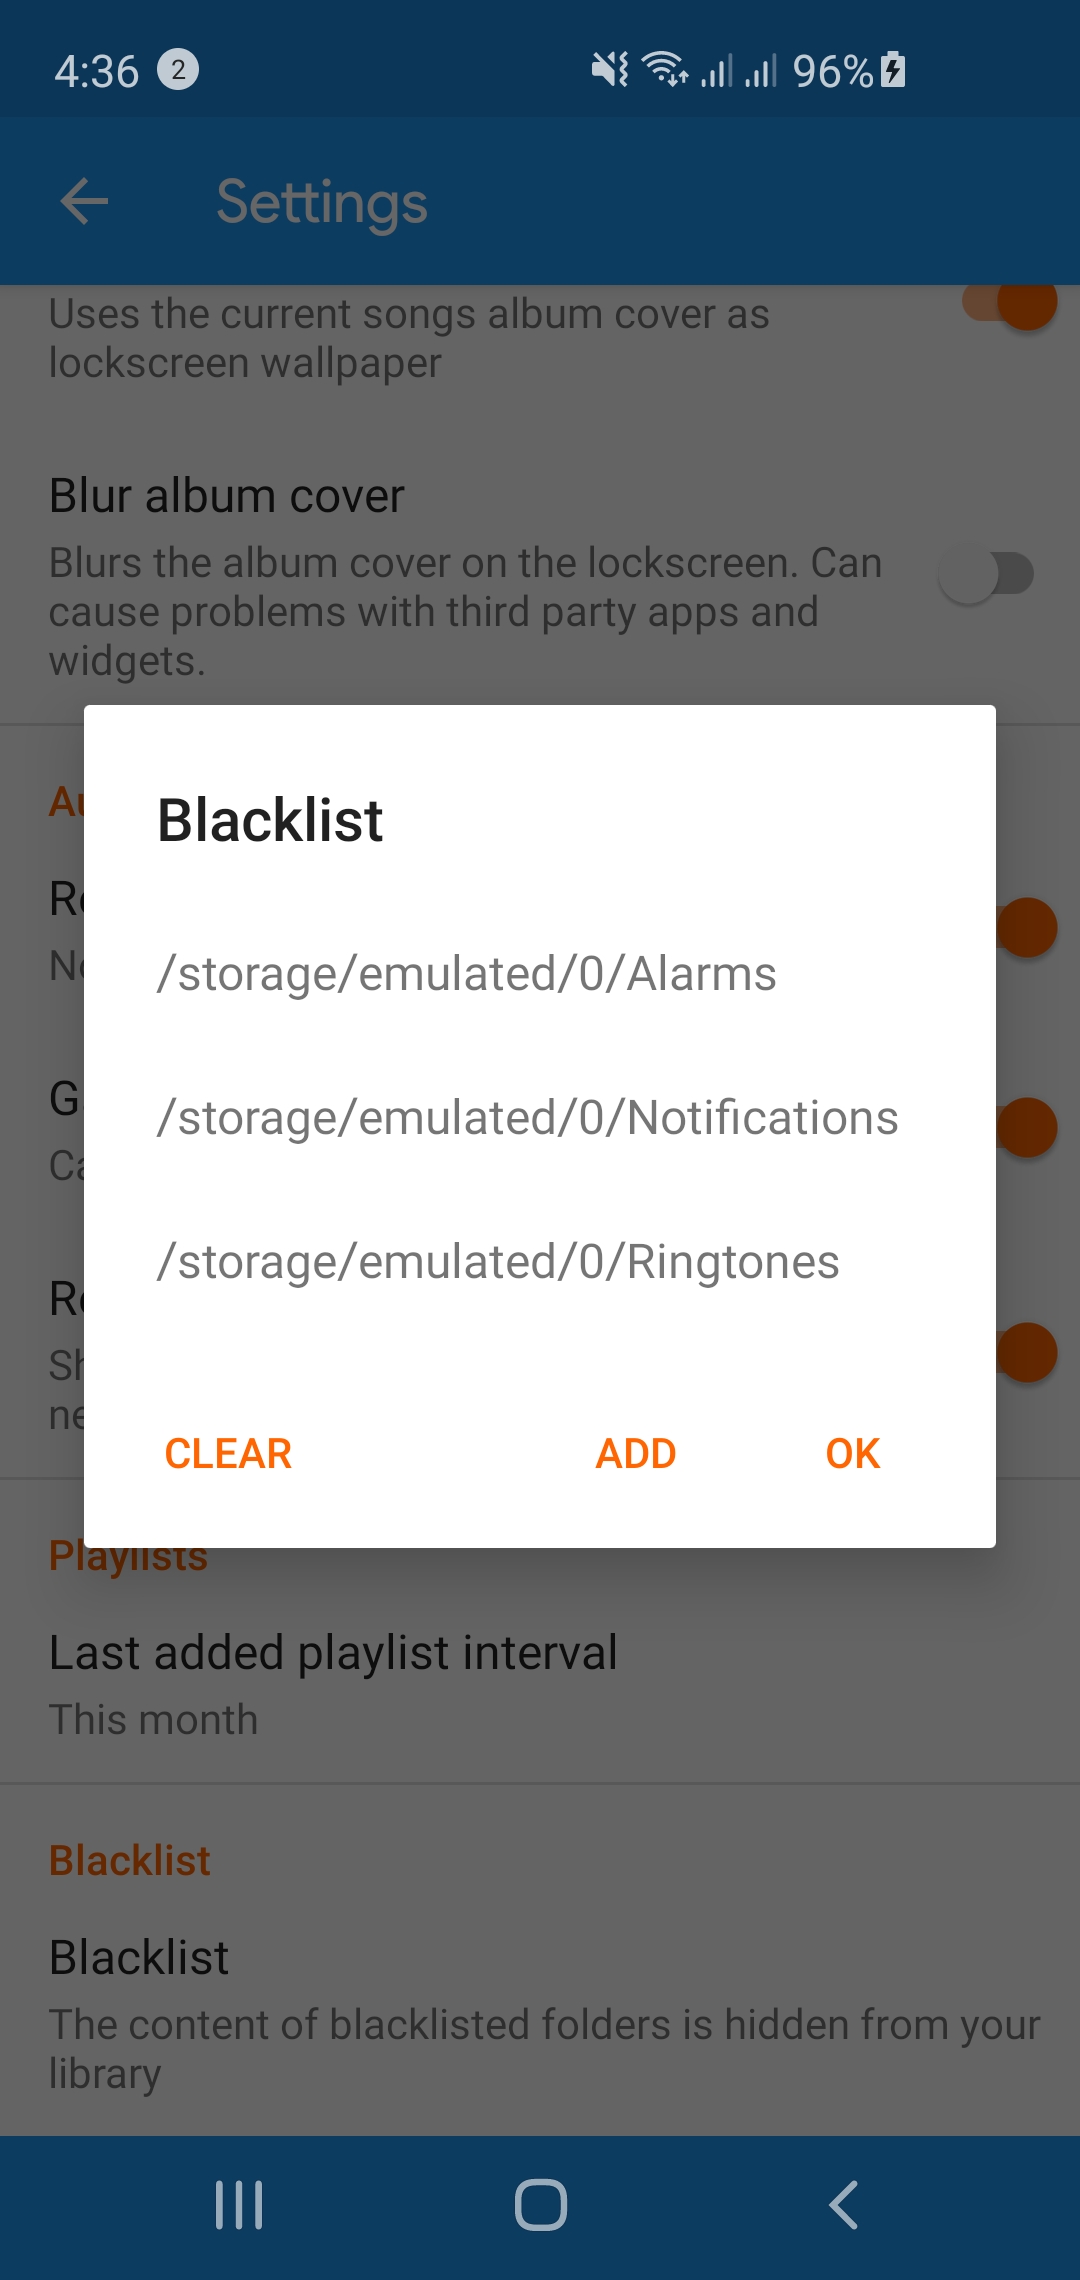 4:36 2 96%
Settings
Uses the current songs album cover as
lockscreen wallpaper
Blur album cover
Blurs the album cover on the lockscreen. Can
cause problems with third party apps and
widgets.
Blacklist
/storage/emulated/0/Alarms
/storage/emulated/0/Notifications
/storage/emulated/0/Ringtones
CLEAR ADD OK
Playlists
Last added playlist interval
This month
Blacklist
Blacklist
The content of blacklisted folders is hidden from your
library